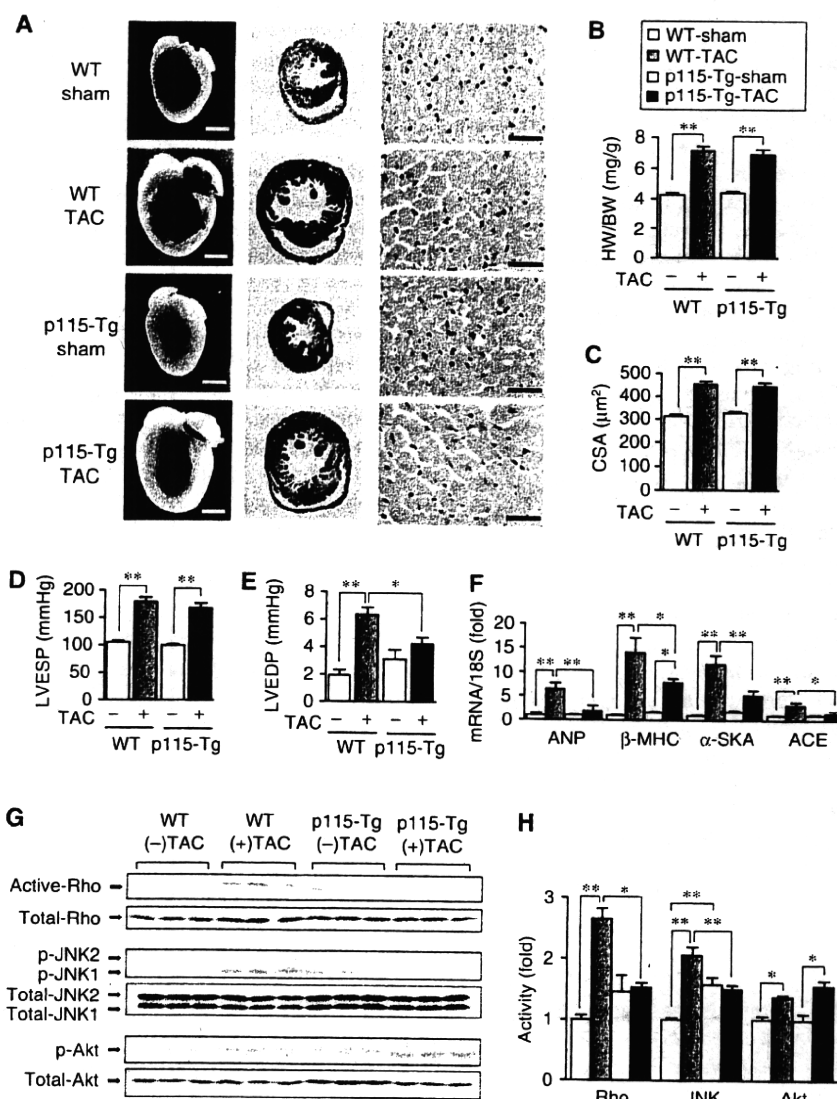 A
WT
sham
WT
TAC
p115-Tg
sham
p115-Tg
TAC
B
WT-sham
WT-TAC
p115-Tg-sham
p115-Tg-TAC
HW/BW (mg/g)
8
6
4
2
0
** **
TAC − + − +
WT p115-Tg
C
CSA (μm²)
500
400
300
200
100
0
** **
TAC − + − +
WT p115-Tg
D
LVESP (mmHg)
200
150
100
50
0
** **
TAC − + − +
WT p115-Tg
E
LVEDP (mmHg)
8
6
4
2
0
** *
TAC − + − +
WT p115-Tg
F
mRNA/18S (fold)
20
15
10
5
0
** ** ** * * ** ** ** *
ANP β-MHC α-SKA ACE
G
WT WT p115-Tg p115-Tg
(−)TAC (+)TAC (−)TAC (+)TAC
Active-Rho
Total-Rho
p-JNK2
p-JNK1
Total-JNK2
Total-JNK1
p-Akt
Total-Akt
H
Activity (fold)
3
2
1
0
** * ** ** ** * *
Rho JNK Akt